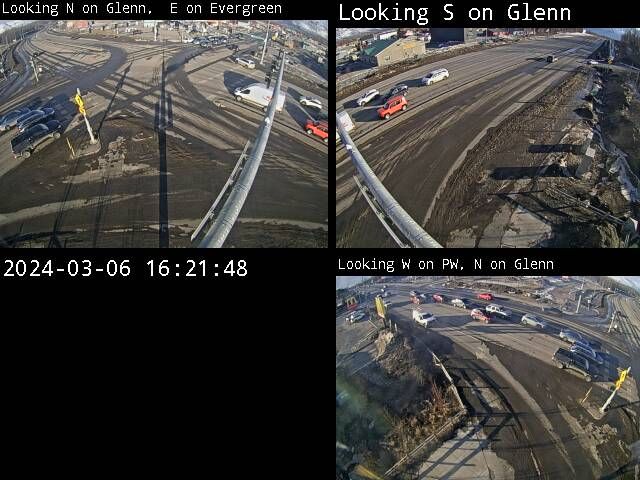 Looking N on Glenn,  E on Evergreen
Looking S on Glenn
2024-03-06 16:21:48
Looking W on PW, N on Glenn